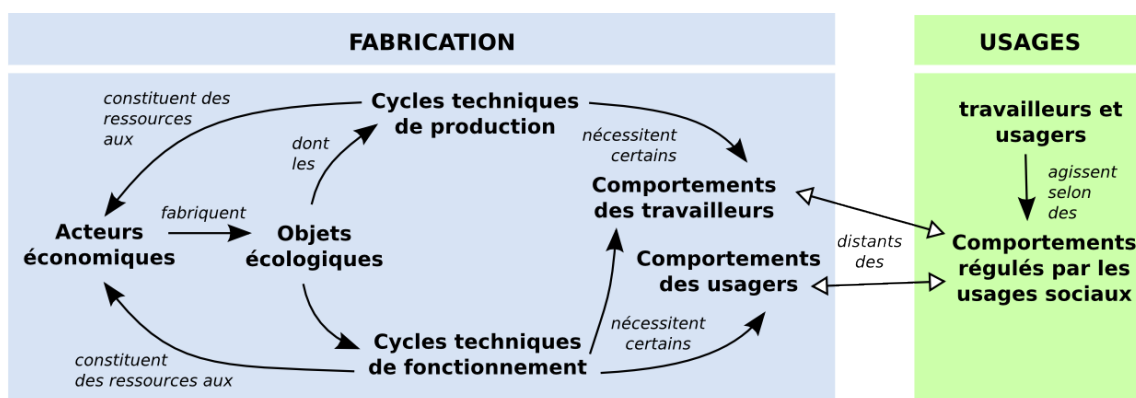 FABRICATION
USAGES
constituent des
ressources
aux
Cycles techniques
de production
dont
les
nécessitent
certains
travailleurs et
usagers
agissent
selon
des
Comportements
des travailleurs
fabriquent
Acteurs
économiques
Objets
écologiques
distants
des
Comportements
régulés par les
usages sociaux
Comportements
des usagers
nécessitent
certains
Cycles techniques
de fonctionnement
constituent
des ressources aux